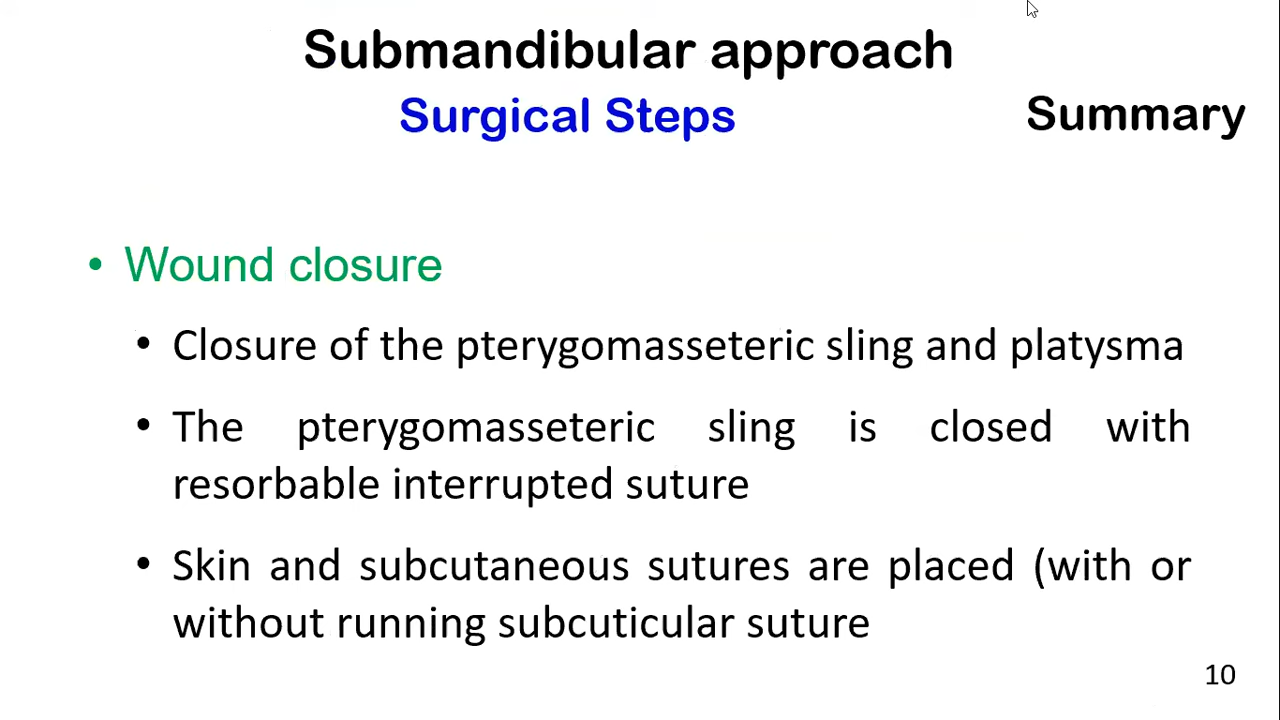 Submandibular approach
Surgical Steps
Summary
• Wound closure
• Closure of the pterygomasseteric sling and platysma
• The pterygomasseteric sling is closed with
resorbable interrupted suture
• Skin and subcutaneous sutures are placed (with or
without running subcuticular suture
10